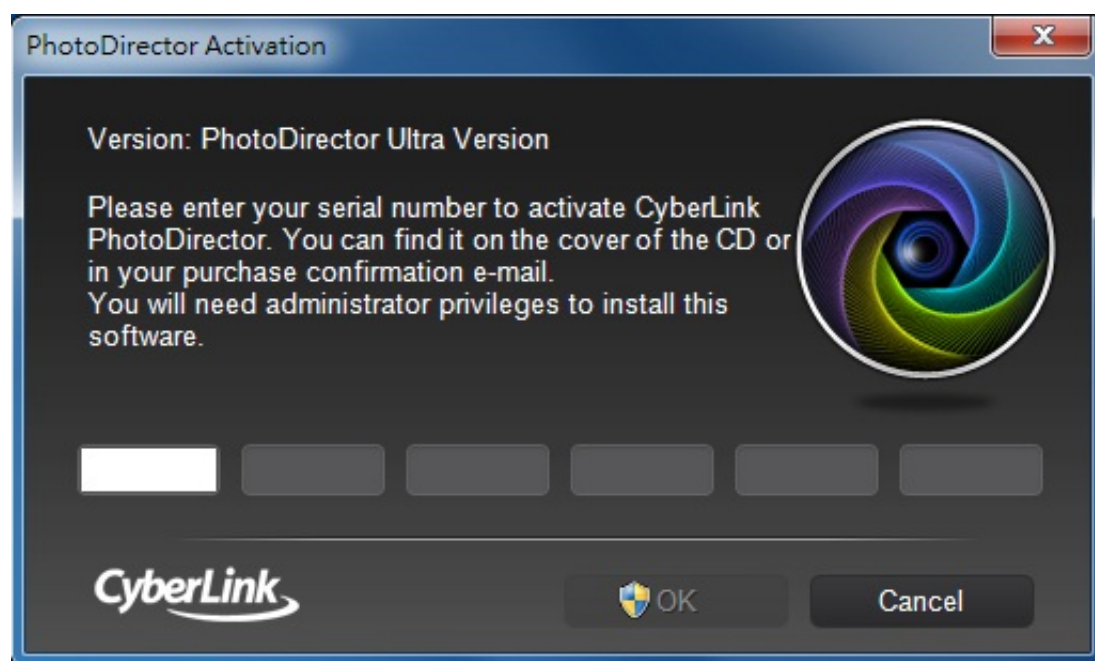 PhotoDirector Activation
Version: PhotoDirector Ultra Version
Please enter your serial number to activate CyberLink
PhotoDirector. You can find it on the cover of the CD or
in your purchase confirmation e-mail.
You will need administrator privileges to install this
software.
CyberLink
OK
Cancel